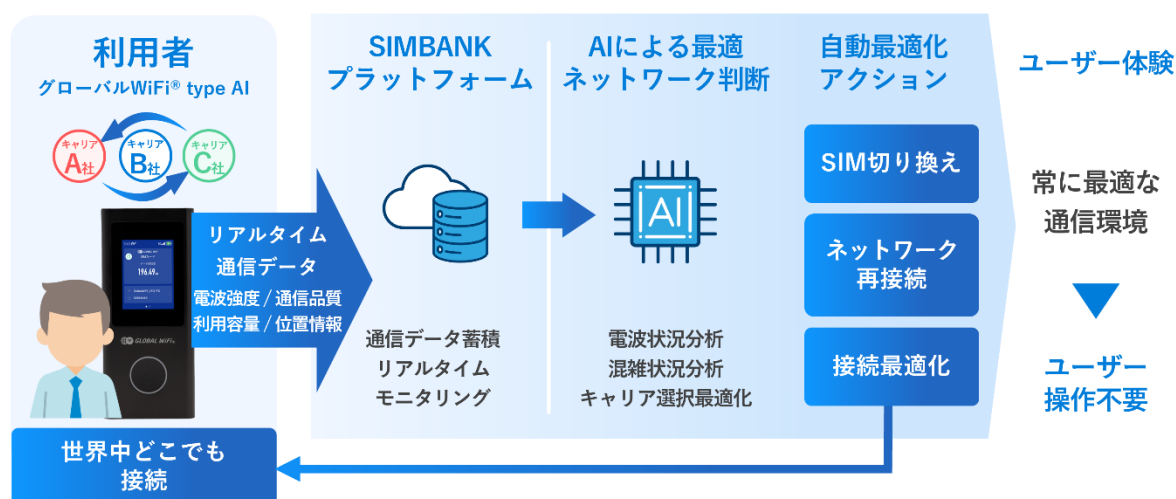 利用者
グローバルWiFi® type AI
キャリア
A社
キャリア
B社
キャリア
C社
196.49
GLOBAL WiFi
世界中どこでも
接続
リアルタイム
通信データ
電波強度 / 通信品質
利用容量 / 位置情報
SIMBANK
プラットフォーム
通信データ蓄積
リアルタイム
モニタリング
AIによる最適
ネットワーク判断
AI
電波状況分析
混雑状況分析
キャリア選択最適化
自動最適化
アクション
SIM切り換え
ネットワーク
再接続
接続最適化
ユーザー体験
常に最適な
通信環境
ユーザー
操作不要